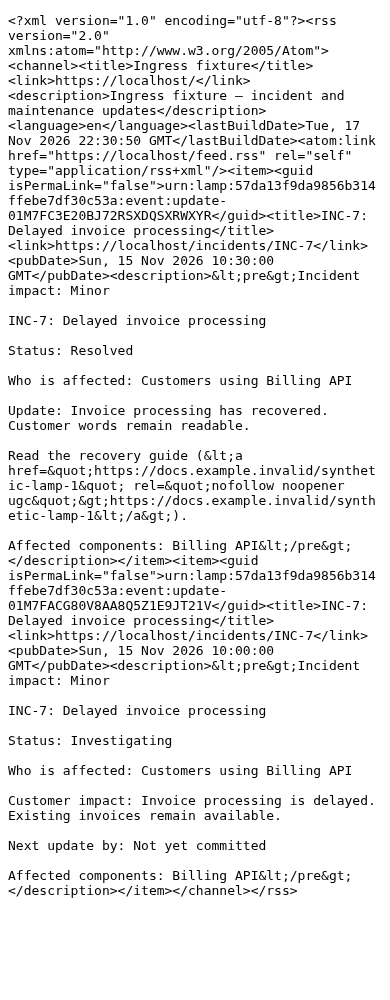 <?xml version="1.0" encoding="utf-8"?><rss
version="2.0"
xmlns:atom="http://www.w3.org/2005/Atom">
<channel><title>Ingress fixture</title>
<link>https://localhost/</link>
<description>Ingress fixture — incident and
maintenance updates</description>
<language>en</language><lastBuildDate>Tue, 17
Nov 2026 22:30:50 GMT</lastBuildDate><atom:link
href="https://localhost/feed.rss" rel="self"
type="application/rss+xml"/><item><guid
isPermaLink="false">urn:lamp:57da13f9da9856b314
ffebe7df30c53a:event:update-
01M7FC3E20BJ72RSXDQSXRWXYR</guid><title>INC-7:
Delayed invoice processing</title>
<link>https://localhost/incidents/INC-7</link>
<pubDate>Sun, 15 Nov 2026 10:30:00
GMT</pubDate><description>&lt;pre&gt;Incident
impact: Minor

INC-7: Delayed invoice processing

Status: Resolved

Who is affected: Customers using Billing API

Update: Invoice processing has recovered.
Customer words remain readable.

Read the recovery guide (&lt;a
href=&quot;https://docs.example.invalid/synthet
ic-lamp-1&quot; rel=&quot;nofollow noopener
ugc&quot;&gt;https://docs.example.invalid/synth
etic-lamp-1&lt;/a&gt;).

Affected components: Billing API&lt;/pre&gt;
</description></item><item><guid
isPermaLink="false">urn:lamp:57da13f9da9856b314
ffebe7df30c53a:event:update-
01M7FACG80V8AA8Q5Z1E9JT21V</guid><title>INC-7:
Delayed invoice processing</title>
<link>https://localhost/incidents/INC-7</link>
<pubDate>Sun, 15 Nov 2026 10:00:00
GMT</pubDate><description>&lt;pre&gt;Incident
impact: Minor

INC-7: Delayed invoice processing

Status: Investigating

Who is affected: Customers using Billing API

Customer impact: Invoice processing is delayed.
Existing invoices remain available.

Next update by: Not yet committed

Affected components: Billing API&lt;/pre&gt;
</description></item></channel></rss>